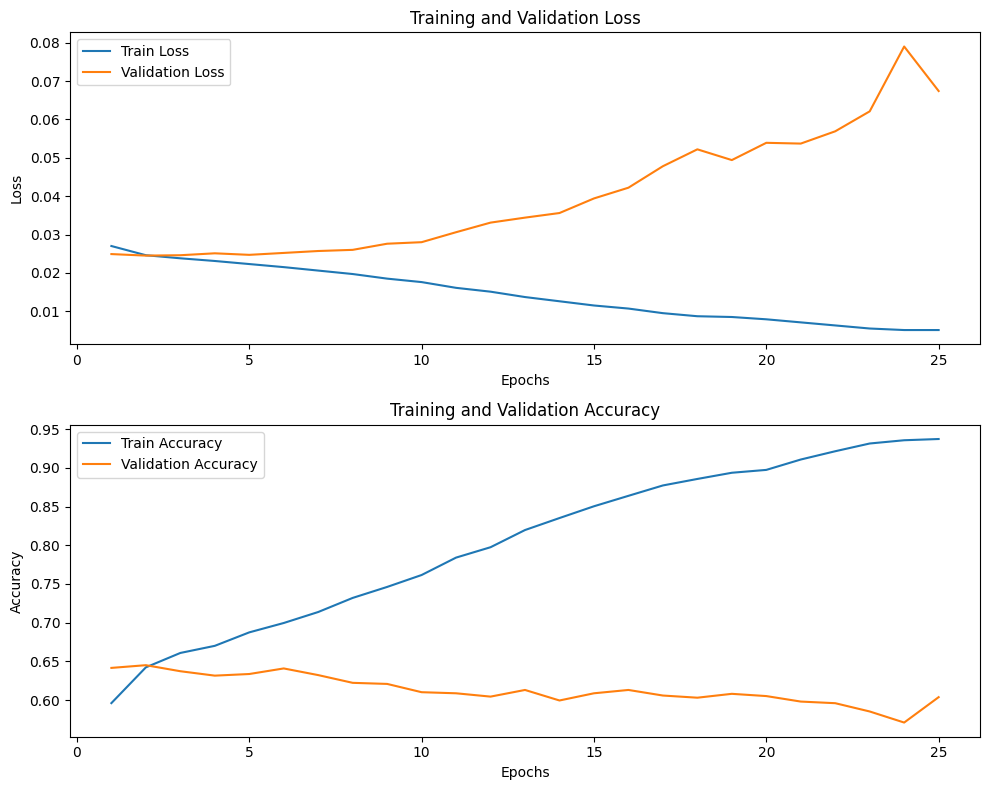 Training and Validation Loss
Train Loss
Validation Loss
0.08
0.07
0.06
0.05
0.04
0.03
0.02
0.01
Loss
0
5
10
15
20
25
Epochs
Training and Validation Accuracy
Train Accuracy
Validation Accuracy
0.95
0.90
0.85
0.80
0.75
0.70
0.65
0.60
Accuracy
0
5
10
15
20
25
Epochs